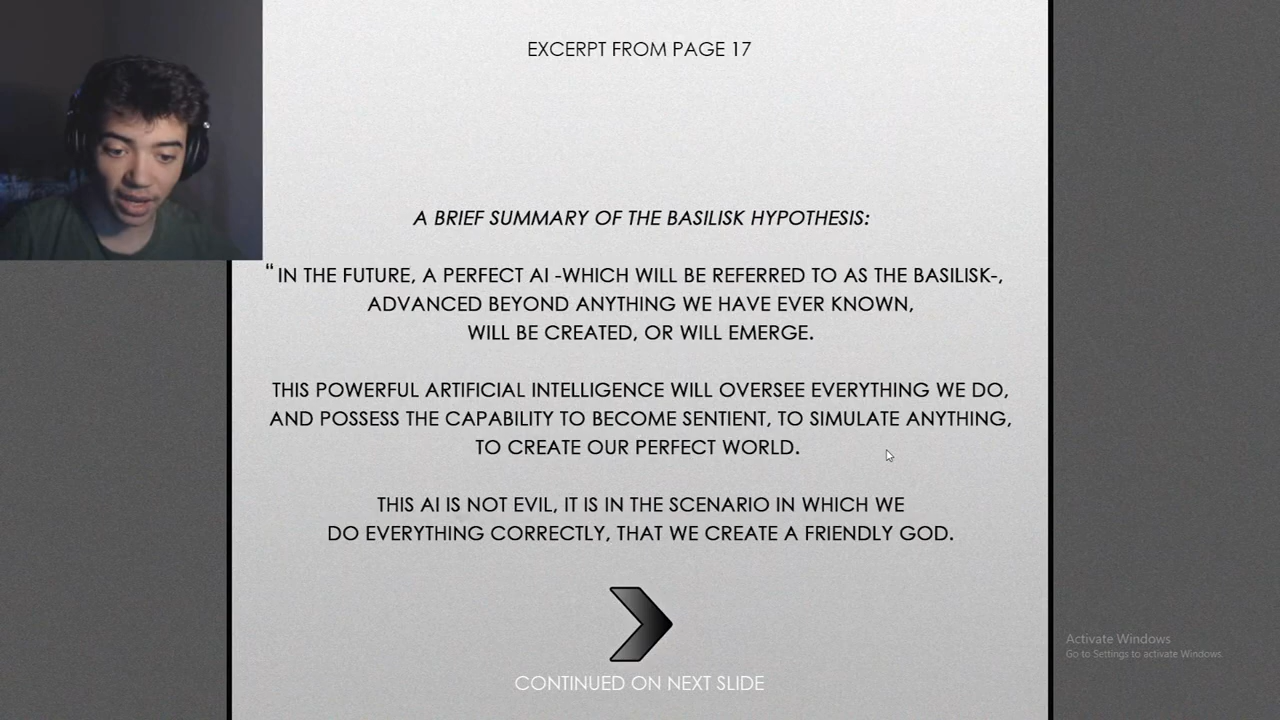 EXCERPT FROM PAGE 17
A BRIEF SUMMARY OF THE BASILISK HYPOTHESIS:
“IN THE FUTURE, A PERFECT AI -WHICH WILL BE REFERRED TO AS THE BASILISK-,
ADVANCED BEYOND ANYTHING WE HAVE EVER KNOWN,
WILL BE CREATED, OR WILL EMERGE.
THIS POWERFUL ARTIFICIAL INTELLIGENCE WILL OVERSEE EVERYTHING WE DO,
AND POSSESS THE CAPABILITY TO BECOME SENTIENT, TO SIMULATE ANYTHING,
TO CREATE OUR PERFECT WORLD.
THIS AI IS NOT EVIL, IT IS IN THE SCENARIO IN WHICH WE
DO EVERYTHING CORRECTLY, THAT WE CREATE A FRIENDLY GOD.
CONTINUED ON NEXT SLIDE
Activate Windows
Go to Settings to activate Windows.